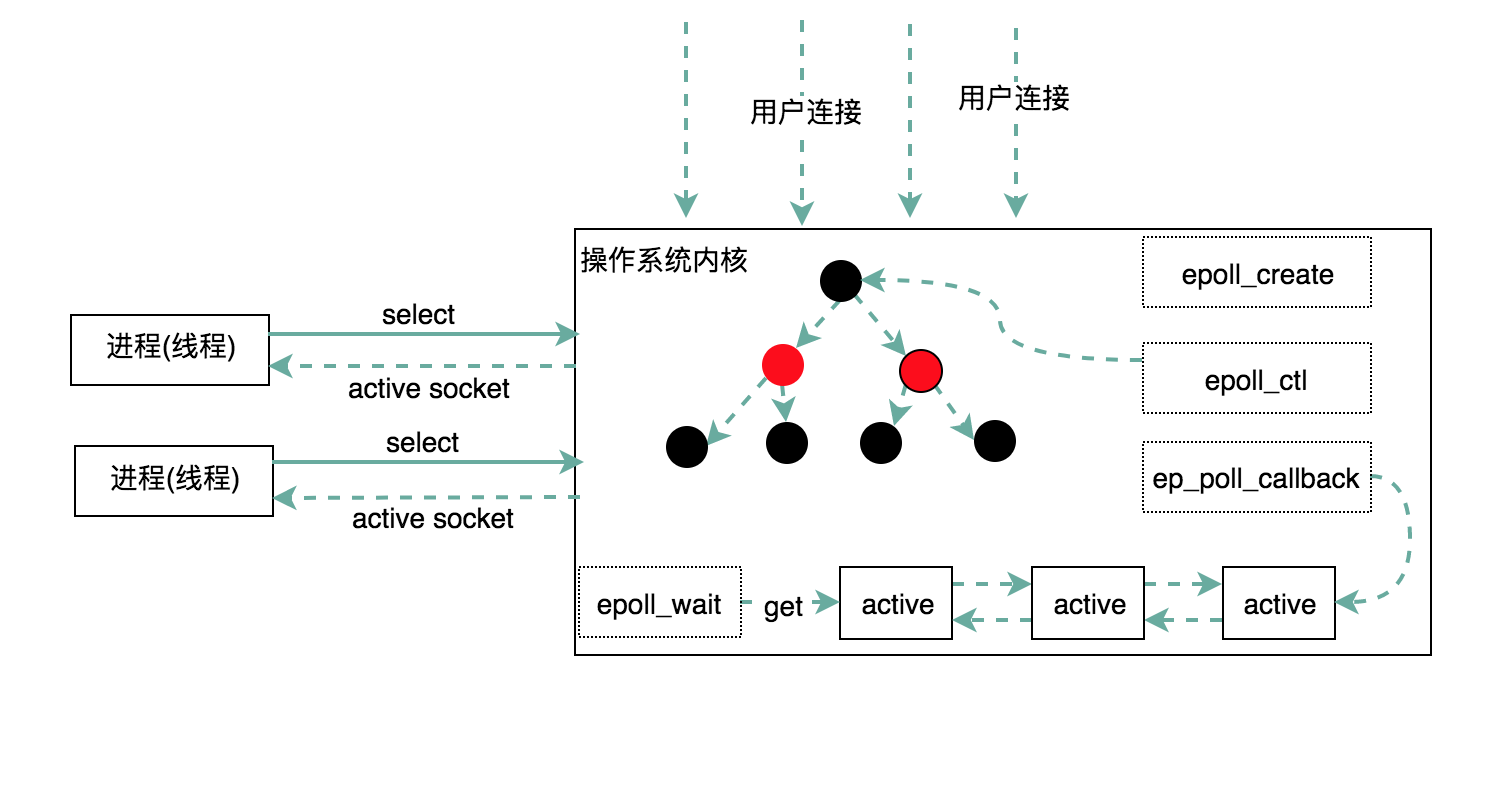 用户连接
用户连接
操作系统内核
epoll_create
select
进程(线程)
active socket
epoll_ctl
select
进程(线程)
active socket
ep_poll_callback
epoll_wait
get
active
active
active